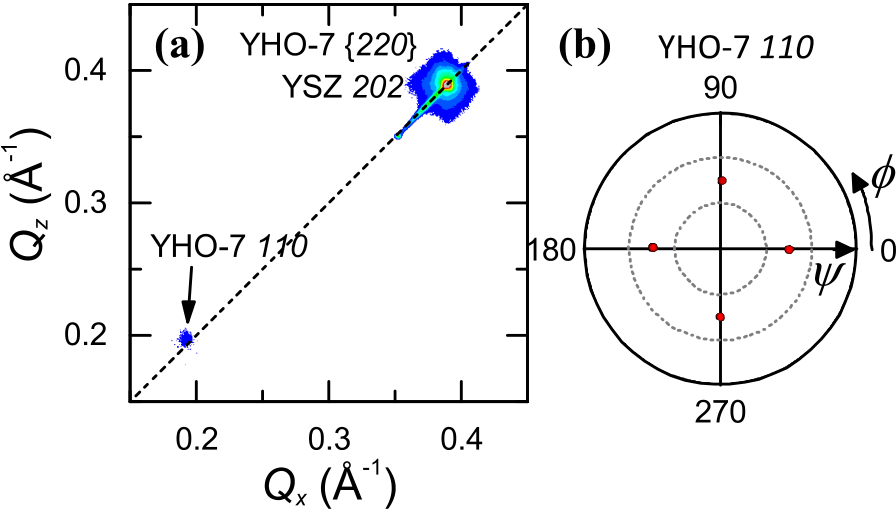 (a)
YHO-7 {220}
YSZ 202
YHO-7 110
0.4
0.3
0.2
Qz (Å-1)
0.2
0.3
0.4
Qx (Å-1)
(b)
YHO-7 110
90
ϕ
180
0
ψ
270